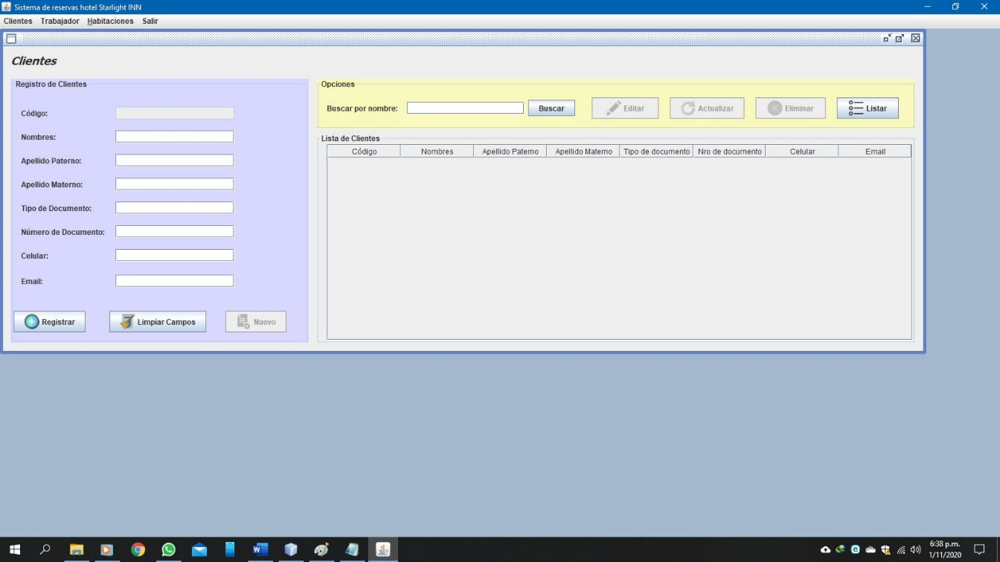 Sistema de reservas hotel Starlight INN
Clientes Trabajador Habitaciones Salir
Clientes
Registro de Clientes
Código:
Nombres:
Apellido Paterno:
Apellido Materno:
Tipo de Documento:
Número de Documento:
Celular:
Email:
Registrar Limpiar Campos Nuevo
Opciones
Buscar por nombre: Buscar Editar Actualizar Eliminar Listar
Lista de Clientes
Código Nombres Apellido Paterno Apellido Materno Tipo de documento Nro de documento Celular Email
6:38 p.m.
1/11/2020